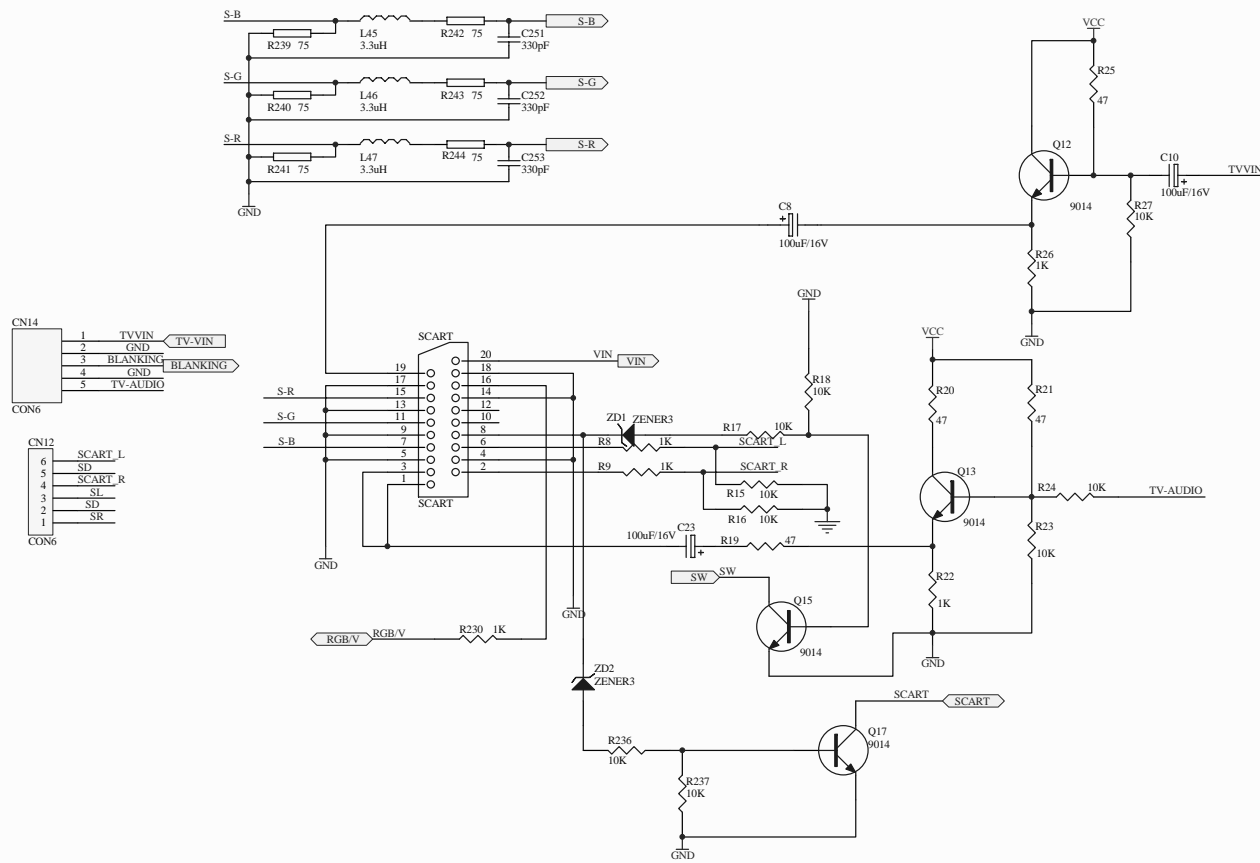 S-B
S-B
R239 75
L45
3.3uH
R242 75
C251
330pF
S-G
S-G
R240 75
L46
3.3uH
R243 75
C252
330pF
S-R
S-R
R241 75
L47
3.3uH
R244 75
C253
330pF
GND
VCC
R25
47
Q12
9014
C10
100uF/16V
TVVIN
R27
10K
C8
100uF/16V
R26
1K
GND
CN14
1 TVVIN TV-VIN
2 GND
3 BLANKING BLANKING
4 GND
5 TV-AUDIO
CON6
CN12
6 SCART_L
5 SD
4 SCART_R
3 SL
2 SD
1 SR
CON6
SCART
20 VIN VIN
19 18
17 16
S-R 15 14
13 12
S-G 11 10
9 8
S-B 7 6
5 4
3 2
1
SCART
GND
GND
GND
R18
10K
ZD1 ZENER3
R17 10K
R8 1K SCART_L
R9 1K SCART_R
R15 10K
R16 10K
C23
100uF/16V
R19 47
SW SW
Q15
9014
VCC
R20
47
R21
47
Q13
9014
R24 10K TV-AUDIO
R23
10K
R22
1K
GND
RGB/V RGB/V R230 1K
ZD2
ZENER3
SCART SCART
R236
10K
Q17
9014
R237
10K
GND